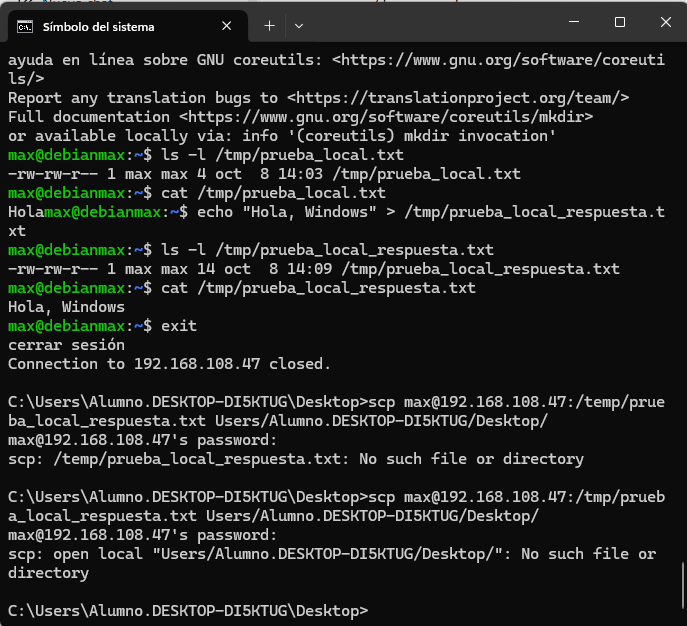 Símbolo del sistema
ayuda en línea sobre GNU coreutils: <https://www.gnu.org/software/coreuti
ls/>
Report any translation bugs to <https://translationproject.org/team/>
Full documentation <https://www.gnu.org/software/coreutils/mkdir>
or available locally via: info '(coreutils) mkdir invocation'
max@debianmax:~$ ls -l /tmp/prueba_local.txt
-rw-rw-r-- 1 max max 4 oct  8 14:03 /tmp/prueba_local.txt
max@debianmax:~$ cat /tmp/prueba_local.txt
Holamax@debianmax:~$ echo "Hola, Windows" > /tmp/prueba_local_respuesta.t
xt
max@debianmax:~$ ls -l /tmp/prueba_local_respuesta.txt
-rw-rw-r-- 1 max max 14 oct  8 14:09 /tmp/prueba_local_respuesta.txt
max@debianmax:~$ cat /tmp/prueba_local_respuesta.txt
Hola, Windows
max@debianmax:~$ exit
cerrar sesión
Connection to 192.168.108.47 closed.
C:\Users\Alumno.DESKTOP-DI5KTUG\Desktop>scp max@192.168.108.47:/temp/prue
ba_local_respuesta.txt Users/Alumno.DESKTOP-DI5KTUG/Desktop/
max@192.168.108.47's password:
scp: /temp/prueba_local_respuesta.txt: No such file or directory
C:\Users\Alumno.DESKTOP-DI5KTUG\Desktop>scp max@192.168.108.47:/tmp/prueb
a_local_respuesta.txt Users/Alumno.DESKTOP-DI5KTUG/Desktop/
max@192.168.108.47's password:
scp: open local "Users/Alumno.DESKTOP-DI5KTUG/Desktop/": No such file or
directory
C:\Users\Alumno.DESKTOP-DI5KTUG\Desktop>